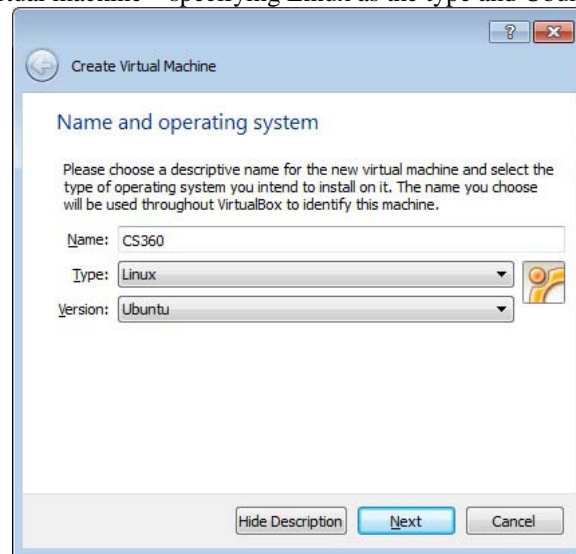 virtual machine – specifying Linux as the type and Ubun
Create Virtual Machine
Name and operating system
Please choose a descriptive name for the new virtual machine and select the
type of operating system you intend to install on it. The name you choose
will be used throughout VirtualBox to identify this machine.
Name: CS360
Type: Linux
Version: Ubuntu
Hide Description Next Cancel